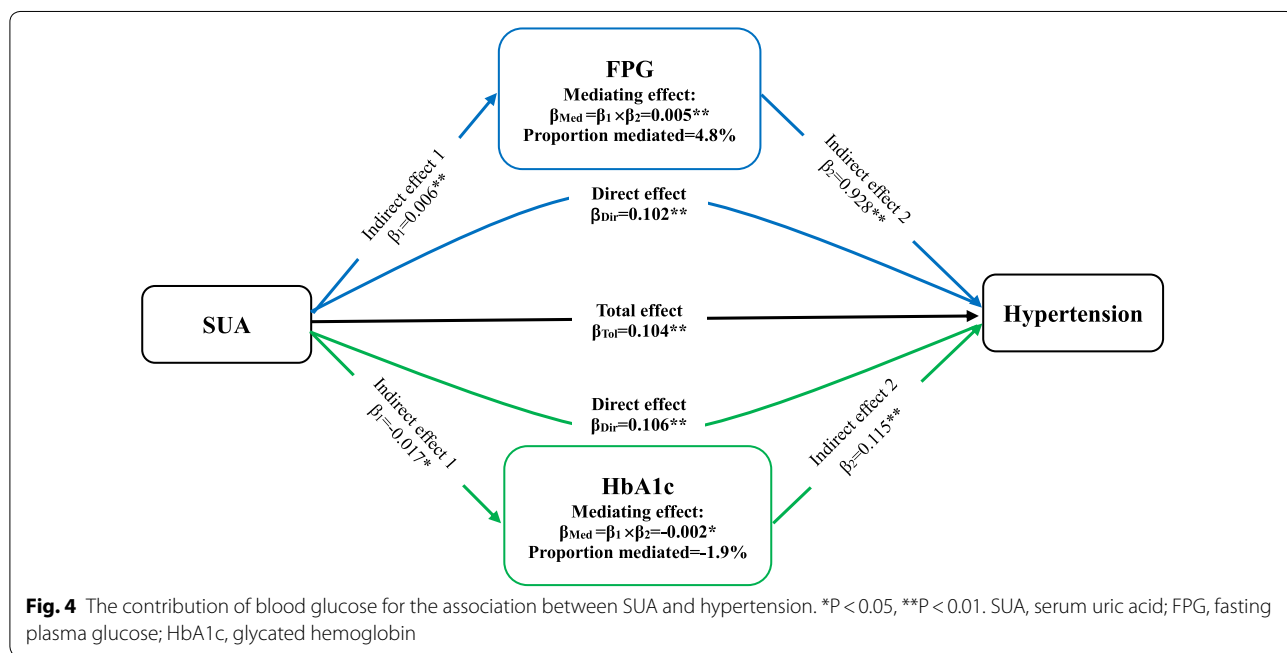 FPG
Mediating effect:
βMed =β1 ×β2=0.005**
Proportion mediated=4.8%
Indirect effect 1
β1=0.006**
Indirect effect 2
β2=0.928**
Direct effect
βDir=0.102**
SUA
Total effect
βTol=0.104**
Hypertension
Direct effect
βDir=0.106**
Indirect effect 1
β1=-0.017*
Indirect effect 2
β2=0.115**
HbA1c
Mediating effect:
βMed =β1 ×β2=-0.002*
Proportion mediated=-1.9%
Fig. 4 The contribution of blood glucose for the association between SUA and hypertension. *P < 0.05, **P < 0.01. SUA, serum uric acid; FPG, fasting
plasma glucose; HbA1c, glycated hemoglobin